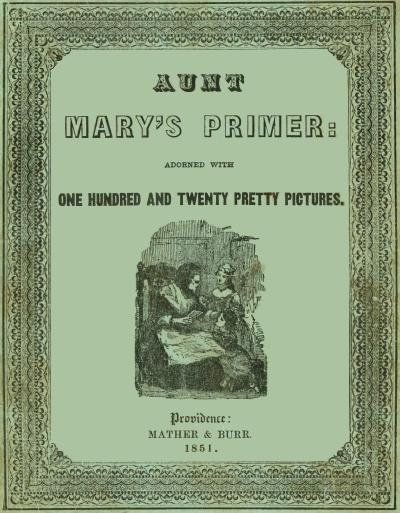 AUNT
MARY'S PRIMER:
ADORNED WITH
ONE HUNDRED AND TWENTY PRETTY PICTURES.
Providence:
MATHER & BURR.
1851.